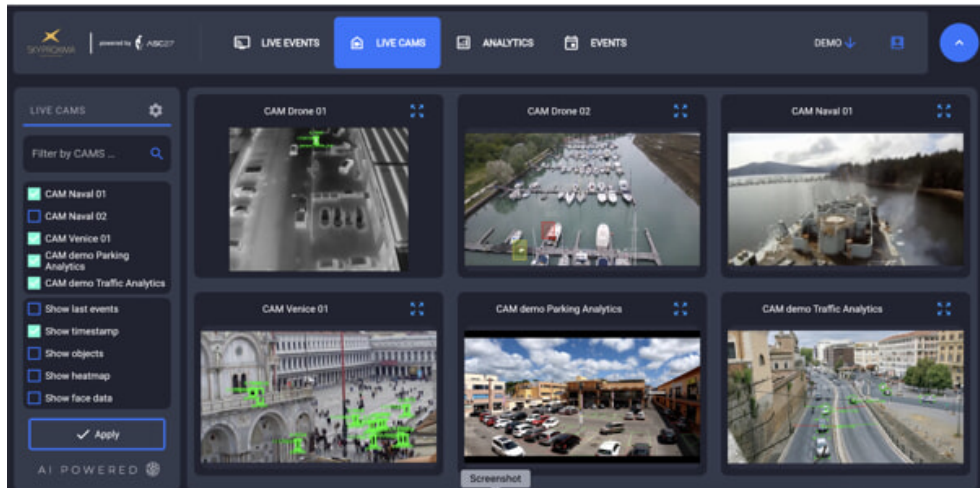 SKYPROXIMA
powered by ASC27
LIVE EVENTS
LIVE CAMS
ANALYTICS
EVENTS
DEMO
LIVE CAMS
Filter by CAMS ...
CAM Naval 01
CAM Naval 02
CAM Venice 01
CAM demo Parking
Analytics
CAM demo Traffic Analytics
Show last events
Show timestamp
Show objects
Show heatmap
Show face data
Apply
AI POWERED
CAM Drone 01
CAM Drone 02
CAM Naval 01
CAM Venice 01
CAM demo Parking Analytics
CAM demo Traffic Analytics
Screenshot